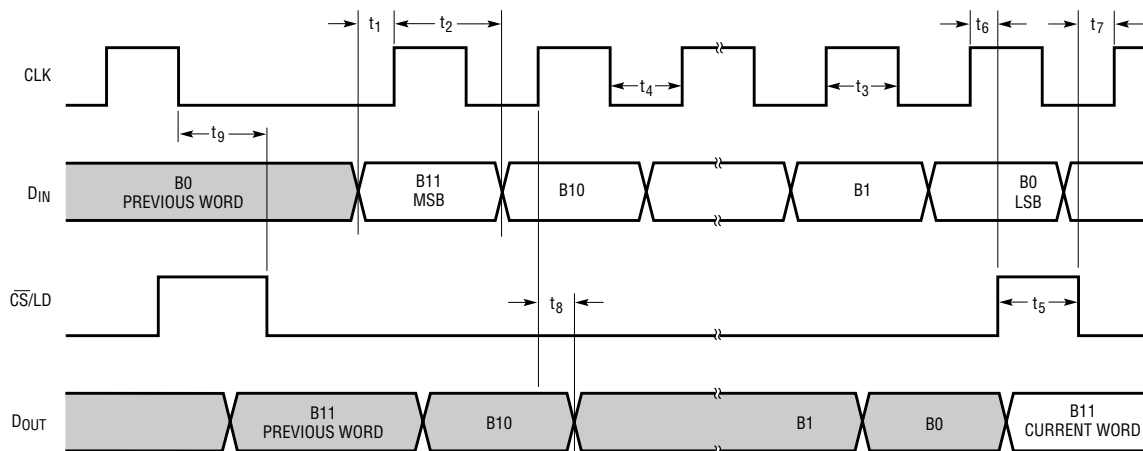 t1
t2
t6
t7
CLK
t4
t3
t9
DIN
B0
PREVIOUS WORD
B11
MSB
B10
B1
B0
LSB
C̅S̅/LD
t8
t5
DOUT
B11
PREVIOUS WORD
B10
B1
B0
B11
CURRENT WORD